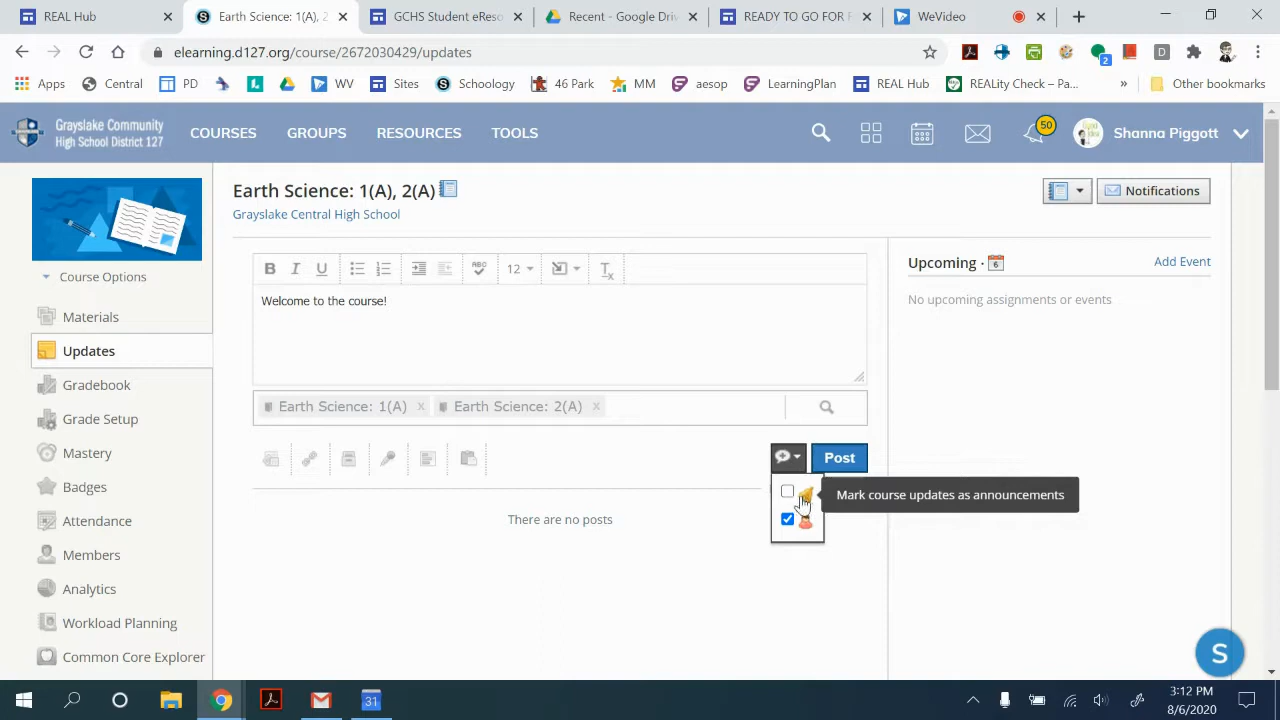 REAL Hub
Earth Science: 1(A), 2
GCHS Student eReso
Recent - Google Dri
READY TO GO FOR F
WeVideo
elearning.d127.org/course/2672030429/updates
2
D
Apps
Central
PD
WV
Sites
Schoology
46 Park
MM
aesop
LearningPlan
REAL Hub
REALity Check – Pa...
»
Other bookmarks
Grayslake Community
High School District 127
COURSES
GROUPS
RESOURCES
TOOLS
50
Shanna Piggott
Earth Science: 1(A), 2(A)
Grayslake Central High School
Notifications
Course Options
Materials
Updates
Gradebook
Grade Setup
Mastery
Badges
Attendance
Members
Analytics
Workload Planning
Common Core Explorer
B I U ABC 12 Tx
Welcome to the course!
Earth Science: 1(A) x Earth Science: 2(A) x
Post
Mark course updates as announcements
There are no posts
Upcoming · 6
Add Event
No upcoming assignments or events
S
31
3:12 PM
8/6/2020